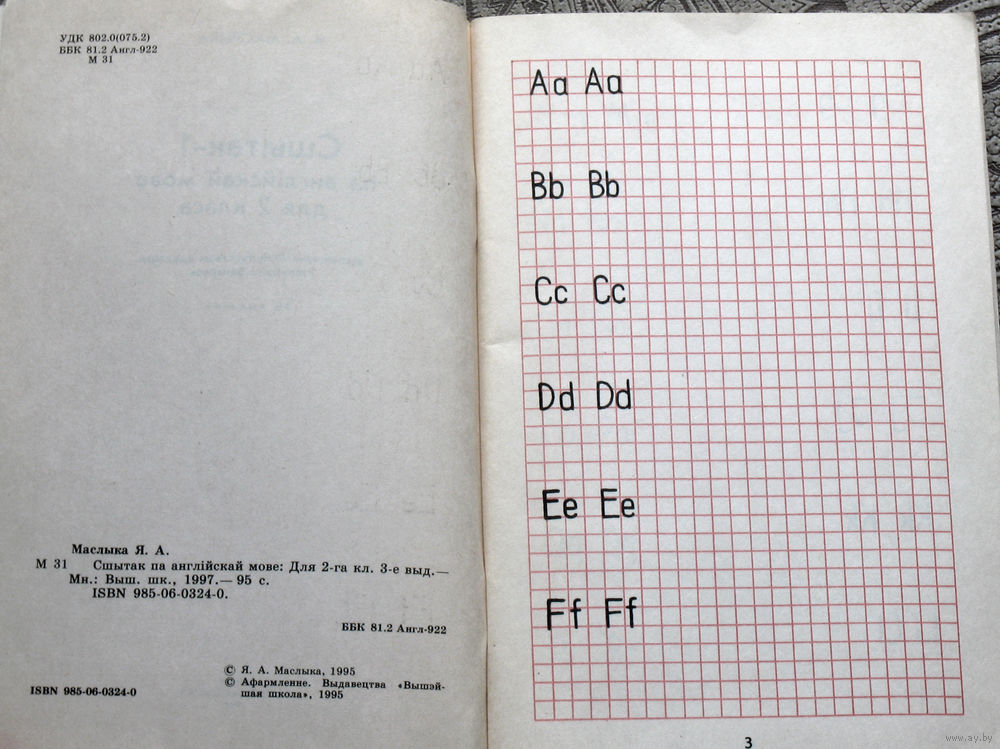 УДК 802.0(075.2)
ББК 81.2 Англ-922
М 31
Маслыка Я. А.
М 31 Сшытак па англійскай мове: Для 2-га кл. 3-е выд.—
Мн.: Выш. шк., 1997.— 95 с.
ISBN 985-06-0324-0.
ББК 81.2 Англ-922
ISBN 985-06-0324-0
© Я. А. Маслыка, 1995
© Афармленне. Выдавецтва «Вышэй-
шая школа», 1995
Aa Aa
Bb Bb
Cc Cc
Dd Dd
Ee Ee
Ff Ff
3
www.ay.by